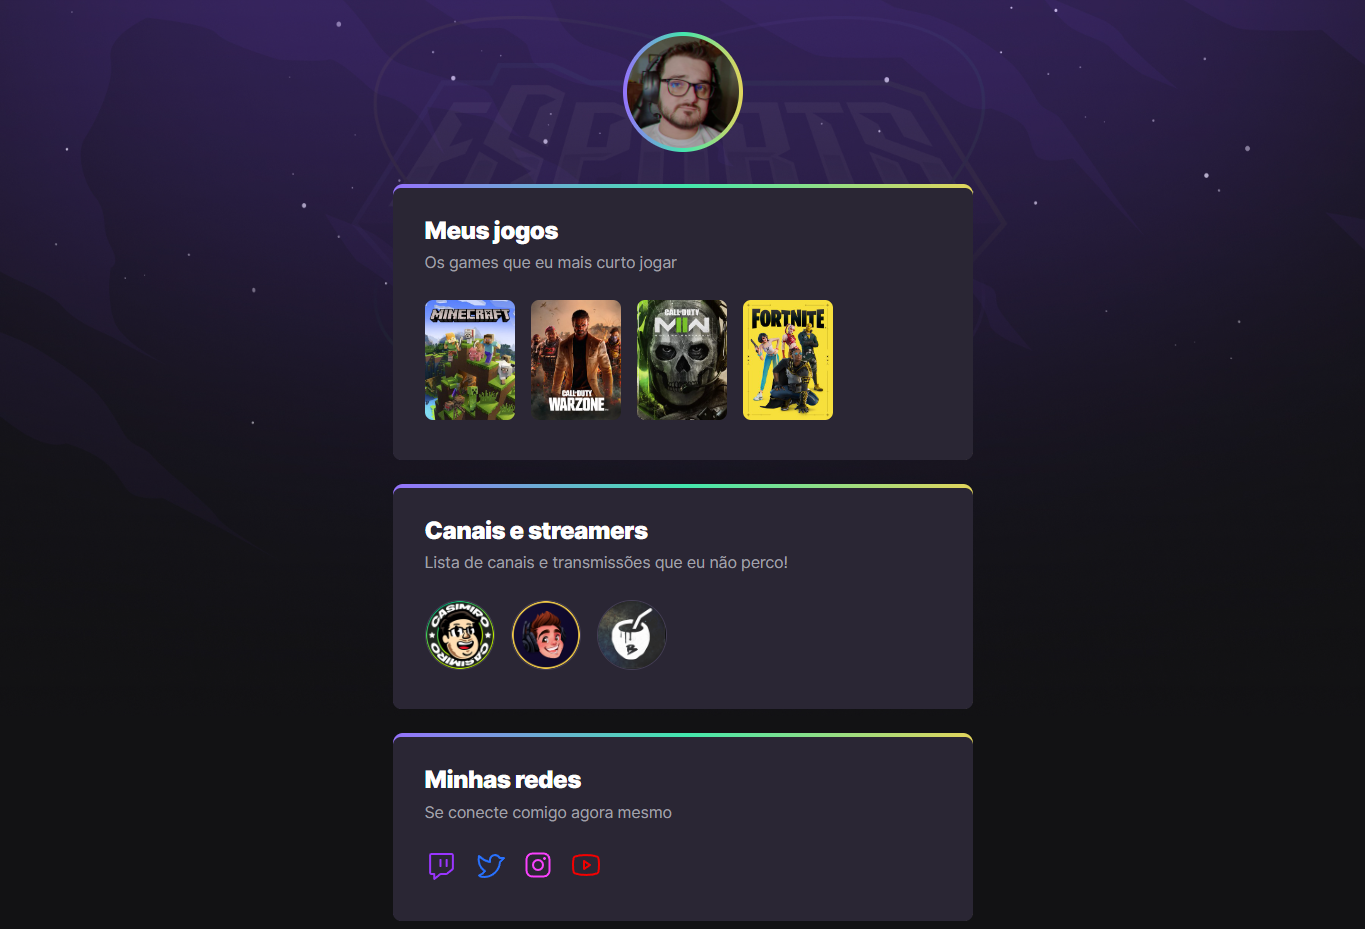 ESPORTS
Meus jogos
Os games que eu mais curto jogar
MINECRAFT
CALL OF DUTY
WARZONE
CALL OF DUTY
MWII
FORTNITE
Canais e streamers
Lista de canais e transmissões que eu não perco!
CASIMIRO
CASIMIRO
B
Minhas redes
Se conecte comigo agora mesmo